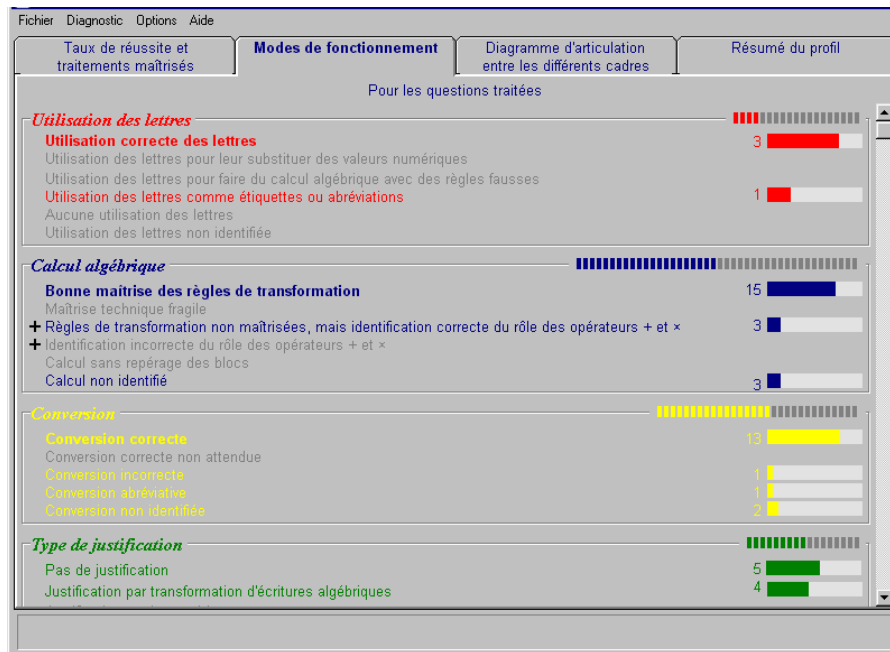 Fichier Diagnostic Options Aide
Taux de réussite et
traitements maîtrisés
Modes de fonctionnement
Diagramme d'articulation
entre les différents cadres
Résumé du profil
Pour les questions traitées
Utilisation des lettres
Utilisation correcte des lettres 3
Utilisation des lettres pour leur substituer des valeurs numériques
Utilisation des lettres pour faire du calcul algébrique avec des règles fausses
Utilisation des lettres comme étiquettes ou abréviations 1
Aucune utilisation des lettres
Utilisation des lettres non identifiée
Calcul algébrique
Bonne maîtrise des règles de transformation 15
Maîtrise technique fragile
+ Règles de transformation non maîtrisées, mais identification correcte du rôle des opérateurs + et × 3
+ Identification incorrecte du rôle des opérateurs + et ×
Calcul sans repérage des blocs
Calcul non identifié 3
Conversion
Conversion correcte 13
Conversion correcte non attendue
Conversion incorrecte 1
Conversion abréviative 1
Conversion non identifiée 2
Type de justification
Pas de justification 5
Justification par transformation d'écritures algébriques 4